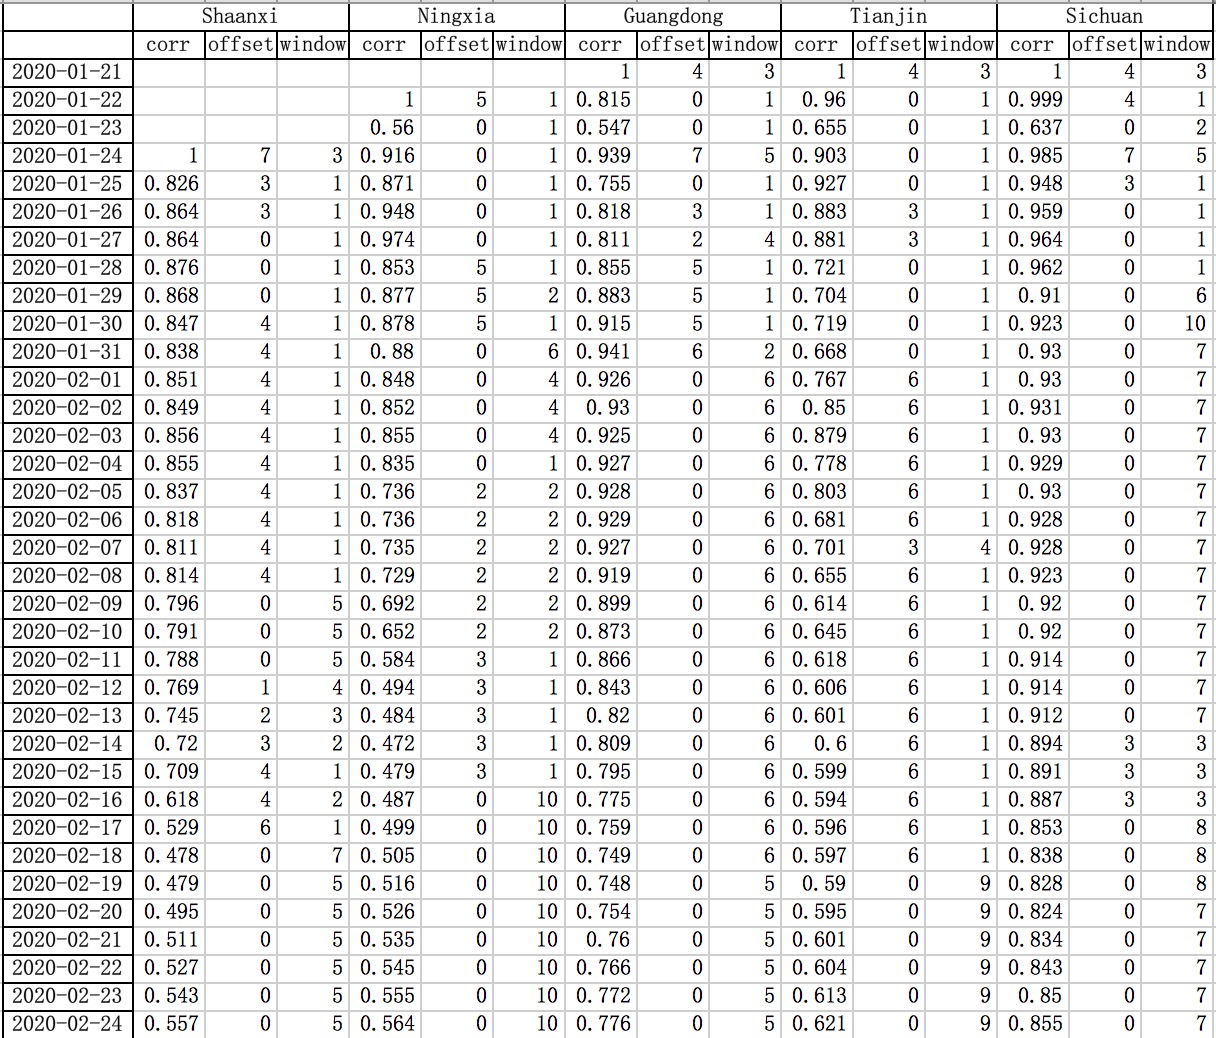 Shaanxi Ningxia Guangdong Tianjin Sichuan
corr offset window corr offset window corr offset window corr offset window corr offset window
2020-01-21 1 4 3 1 4 3 1 4 3
2020-01-22 1 5 1 0.815 0 1 0.96 0 1 0.999 4 1
2020-01-23 0.56 0 1 0.547 0 1 0.655 0 1 0.637 0 2
2020-01-24 1 7 3 0.916 0 1 0.939 7 5 0.903 0 1 0.985 7 5
2020-01-25 0.826 3 1 0.871 0 1 0.755 0 1 0.927 0 1 0.948 3 1
2020-01-26 0.864 3 1 0.948 0 1 0.818 3 1 0.883 3 1 0.959 0 1
2020-01-27 0.864 0 1 0.974 0 1 0.811 2 4 0.881 3 1 0.964 0 1
2020-01-28 0.876 0 1 0.853 5 1 0.855 5 1 0.721 0 1 0.962 0 1
2020-01-29 0.868 0 1 0.877 5 2 0.883 5 1 0.704 0 1 0.91 0 6
2020-01-30 0.847 4 1 0.878 5 1 0.915 5 1 0.719 0 1 0.923 0 10
2020-01-31 0.838 4 1 0.88 0 6 0.941 6 2 0.668 0 1 0.93 0 7
2020-02-01 0.851 4 1 0.848 0 4 0.926 0 6 0.767 6 1 0.93 0 7
2020-02-02 0.849 4 1 0.852 0 4 0.93 0 6 0.85 6 1 0.931 0 7
2020-02-03 0.856 4 1 0.855 0 4 0.925 0 6 0.879 6 1 0.93 0 7
2020-02-04 0.855 4 1 0.835 0 1 0.927 0 6 0.778 6 1 0.929 0 7
2020-02-05 0.837 4 1 0.736 2 2 0.928 0 6 0.803 6 1 0.93 0 7
2020-02-06 0.818 4 1 0.736 2 2 0.929 0 6 0.681 6 1 0.928 0 7
2020-02-07 0.811 4 1 0.735 2 2 0.927 0 6 0.701 3 4 0.928 0 7
2020-02-08 0.814 4 1 0.729 2 2 0.919 0 6 0.655 6 1 0.923 0 7
2020-02-09 0.796 0 5 0.692 2 2 0.899 0 6 0.614 6 1 0.92 0 7
2020-02-10 0.791 0 5 0.652 2 2 0.873 0 6 0.645 6 1 0.92 0 7
2020-02-11 0.788 0 5 0.584 3 1 0.866 0 6 0.618 6 1 0.914 0 7
2020-02-12 0.769 1 4 0.494 3 1 0.843 0 6 0.606 6 1 0.914 0 7
2020-02-13 0.745 2 3 0.484 3 1 0.82 0 6 0.601 6 1 0.912 0 7
2020-02-14 0.72 3 2 0.472 3 1 0.809 0 6 0.6 6 1 0.894 3 3
2020-02-15 0.709 4 1 0.479 3 1 0.795 0 6 0.599 6 1 0.891 3 3
2020-02-16 0.618 4 2 0.487 0 10 0.775 0 6 0.594 6 1 0.887 3 3
2020-02-17 0.529 6 1 0.499 0 10 0.759 0 6 0.596 6 1 0.853 0 8
2020-02-18 0.478 0 7 0.505 0 10 0.749 0 6 0.597 6 1 0.838 0 8
2020-02-19 0.479 0 5 0.516 0 10 0.748 0 5 0.59 0 9 0.828 0 8
2020-02-20 0.495 0 5 0.526 0 10 0.754 0 5 0.595 0 9 0.824 0 7
2020-02-21 0.511 0 5 0.535 0 10 0.76 0 5 0.601 0 9 0.834 0 7
2020-02-22 0.527 0 5 0.545 0 10 0.766 0 5 0.604 0 9 0.843 0 7
2020-02-23 0.543 0 5 0.555 0 10 0.772 0 5 0.613 0 9 0.85 0 7
2020-02-24 0.557 0 5 0.564 0 10 0.776 0 5 0.621 0 9 0.855 0 7